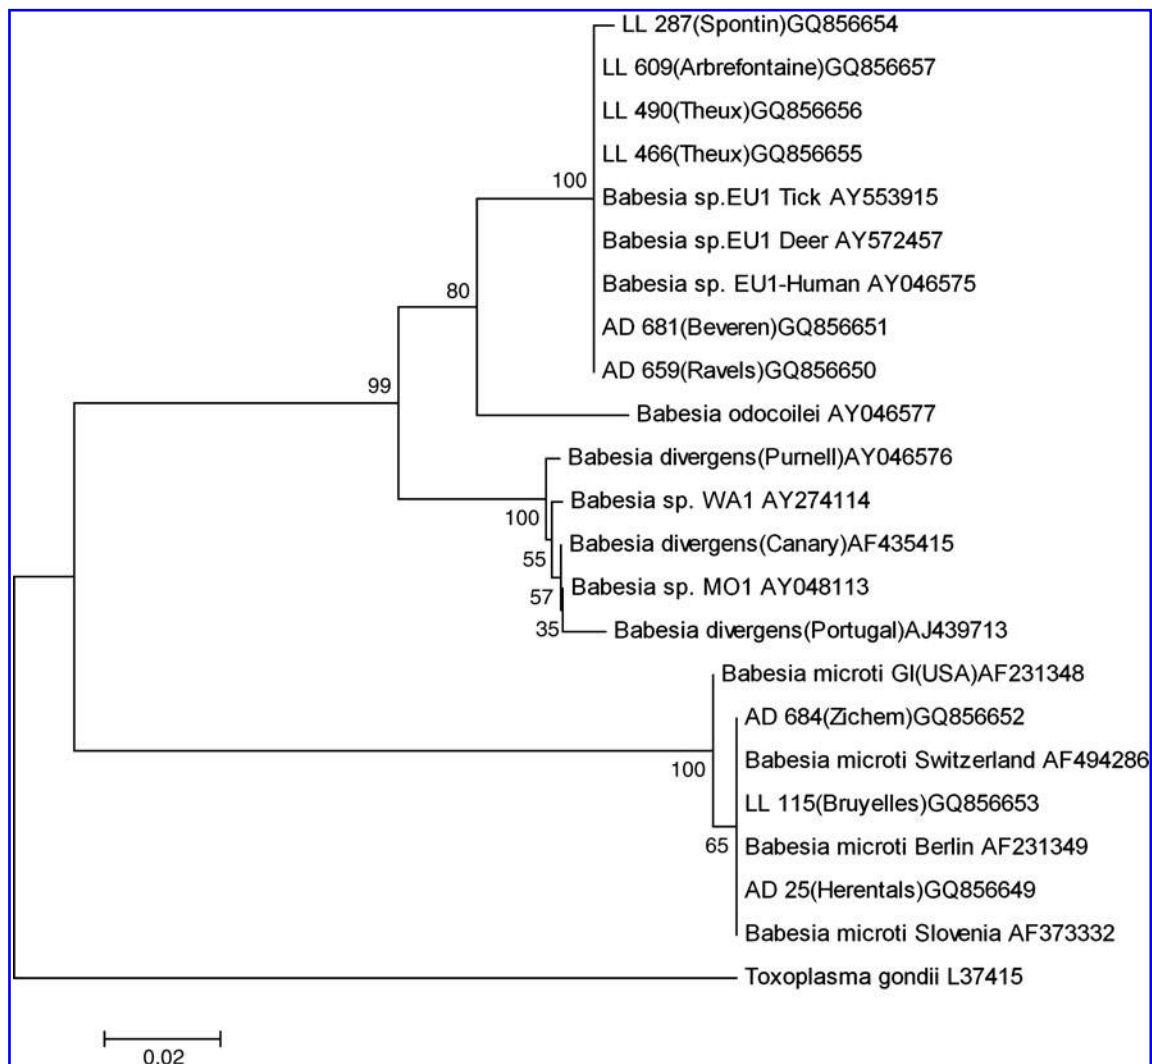 LL 287(Spontin)GQ856654
LL 609(Arbrefontaine)GQ856657
LL 490(Theux)GQ856656
LL 466(Theux)GQ856655
100
Babesia sp.EU1 Tick AY553915
Babesia sp.EU1 Deer AY572457
Babesia sp. EU1-Human AY046575
80
AD 681(Beveren)GQ856651
AD 659(Ravels)GQ856650
99
Babesia odocoilei AY046577
Babesia divergens(Purnell)AY046576
Babesia sp. WA1 AY274114
100
Babesia divergens(Canary)AF435415
55
Babesia sp. MO1 AY048113
57
Babesia divergens(Portugal)AJ439713
35
Babesia microti GI(USA)AF231348
AD 684(Zichem)GQ856652
Babesia microti Switzerland AF494286
100
LL 115(Bruyelles)GQ856653
Babesia microti Berlin AF231349
65
AD 25(Herentals)GQ856649
Babesia microti Slovenia AF373332
Toxoplasma gondii L37415
0.02